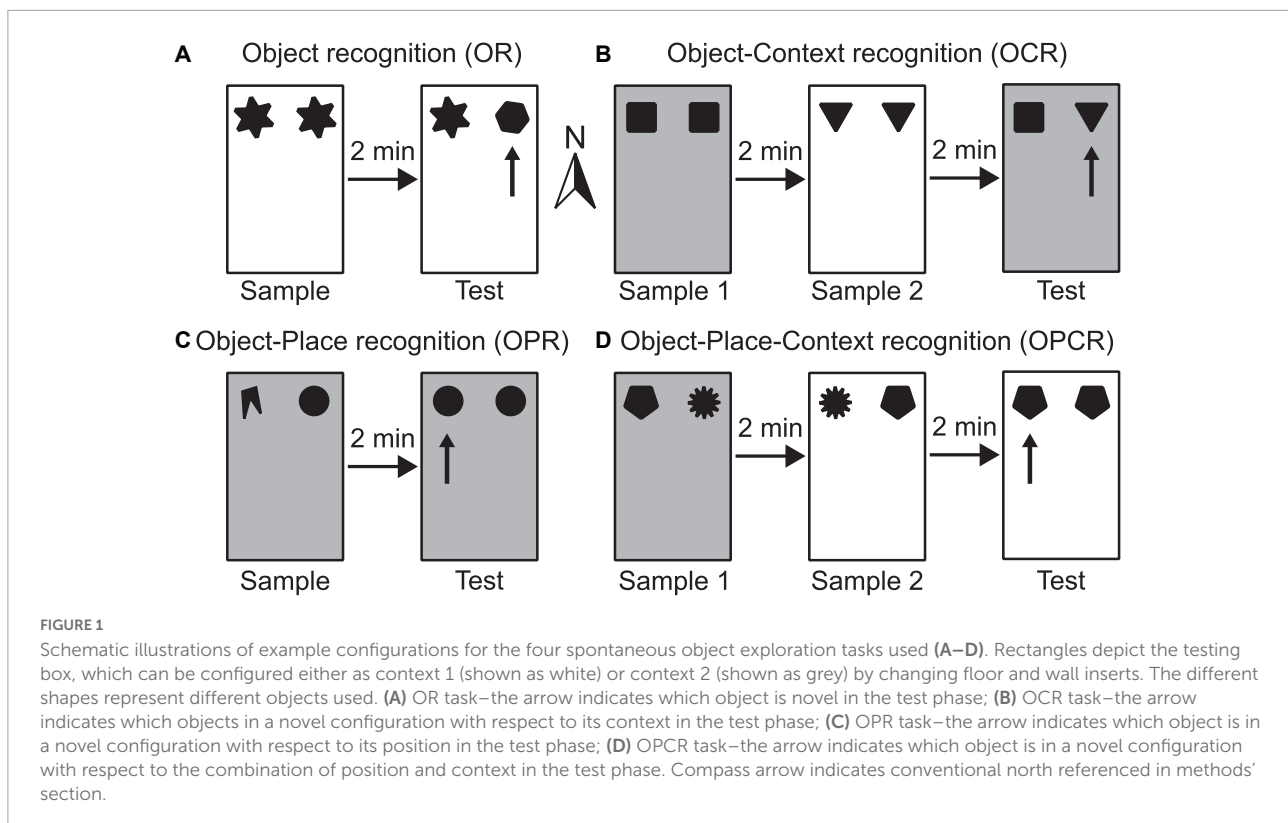 A Object recognition (OR)
B Object-Context recognition (OCR)
2 min
N
2 min
2 min
Sample
Test
Sample 1
Sample 2
Test
C Object-Place recognition (OPR)
D Object-Place-Context recognition (OPCR)
2 min
2 min
2 min
Sample
Test
Sample 1
Sample 2
Test
FIGURE 1
Schematic illustrations of example configurations for the four spontaneous object exploration tasks used (A–D). Rectangles depict the testing
box, which can be configured either as context 1 (shown as white) or context 2 (shown as grey) by changing floor and wall inserts. The different
shapes represent different objects used. (A) OR task–the arrow indicates which object is novel in the test phase; (B) OCR task–the arrow
indicates which objects in a novel configuration with respect to its context in the test phase; (C) OPR task–the arrow indicates which object is in
a novel configuration with respect to its position in the test phase; (D) OPCR task–the arrow indicates which object is in a novel configuration
with respect to the combination of position and context in the test phase. Compass arrow indicates conventional north referenced in methods’
section.